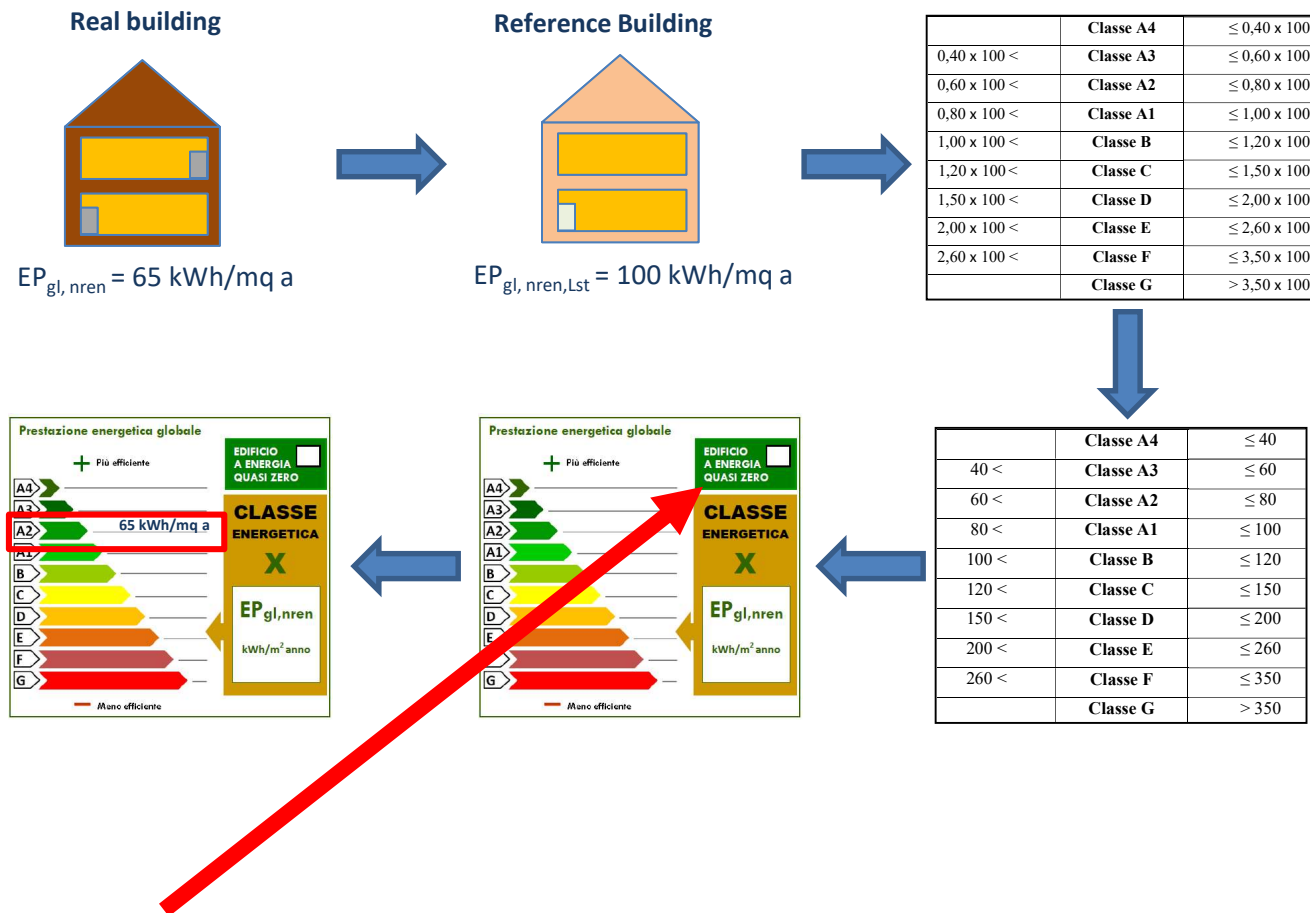 Real building
Reference Building
EPgl, nren = 65 kWh/mq a
EPgl, nren,Lst = 100 kWh/mq a
Classe A4 ≤ 0,40 x 100
0,40 x 100 < Classe A3 ≤ 0,60 x 100
0,60 x 100 < Classe A2 ≤ 0,80 x 100
0,80 x 100 < Classe A1 ≤ 1,00 x 100
1,00 x 100 < Classe B ≤ 1,20 x 100
1,20 x 100 < Classe C ≤ 1,50 x 100
1,50 x 100 < Classe D ≤ 2,00 x 100
2,00 x 100 < Classe E ≤ 2,60 x 100
2,60 x 100 < Classe F ≤ 3,50 x 100
Classe G > 3,50 x 100
Prestazione energetica globale
+ Più efficiente
EDIFICIO
A ENERGIA
QUASI ZERO
A4
A3
A2 65 kWh/mq a
A1
B
C
D
E
F
G
CLASSE
ENERGETICA
X
EPgl,nren
kWh/m² anno
— Meno efficiente
Prestazione energetica globale
+ Più efficiente
EDIFICIO
A ENERGIA
QUASI ZERO
A4
A3
A2
A1
B
C
D
E
G
CLASSE
ENERGETICA
X
EPgl,nren
kWh/m² anno
— Meno efficiente
Classe A4 ≤ 40
40 < Classe A3 ≤ 60
60 < Classe A2 ≤ 80
80 < Classe A1 ≤ 100
100 < Classe B ≤ 120
120 < Classe C ≤ 150
150 < Classe D ≤ 200
200 < Classe E ≤ 260
260 < Classe F ≤ 350
Classe G > 350